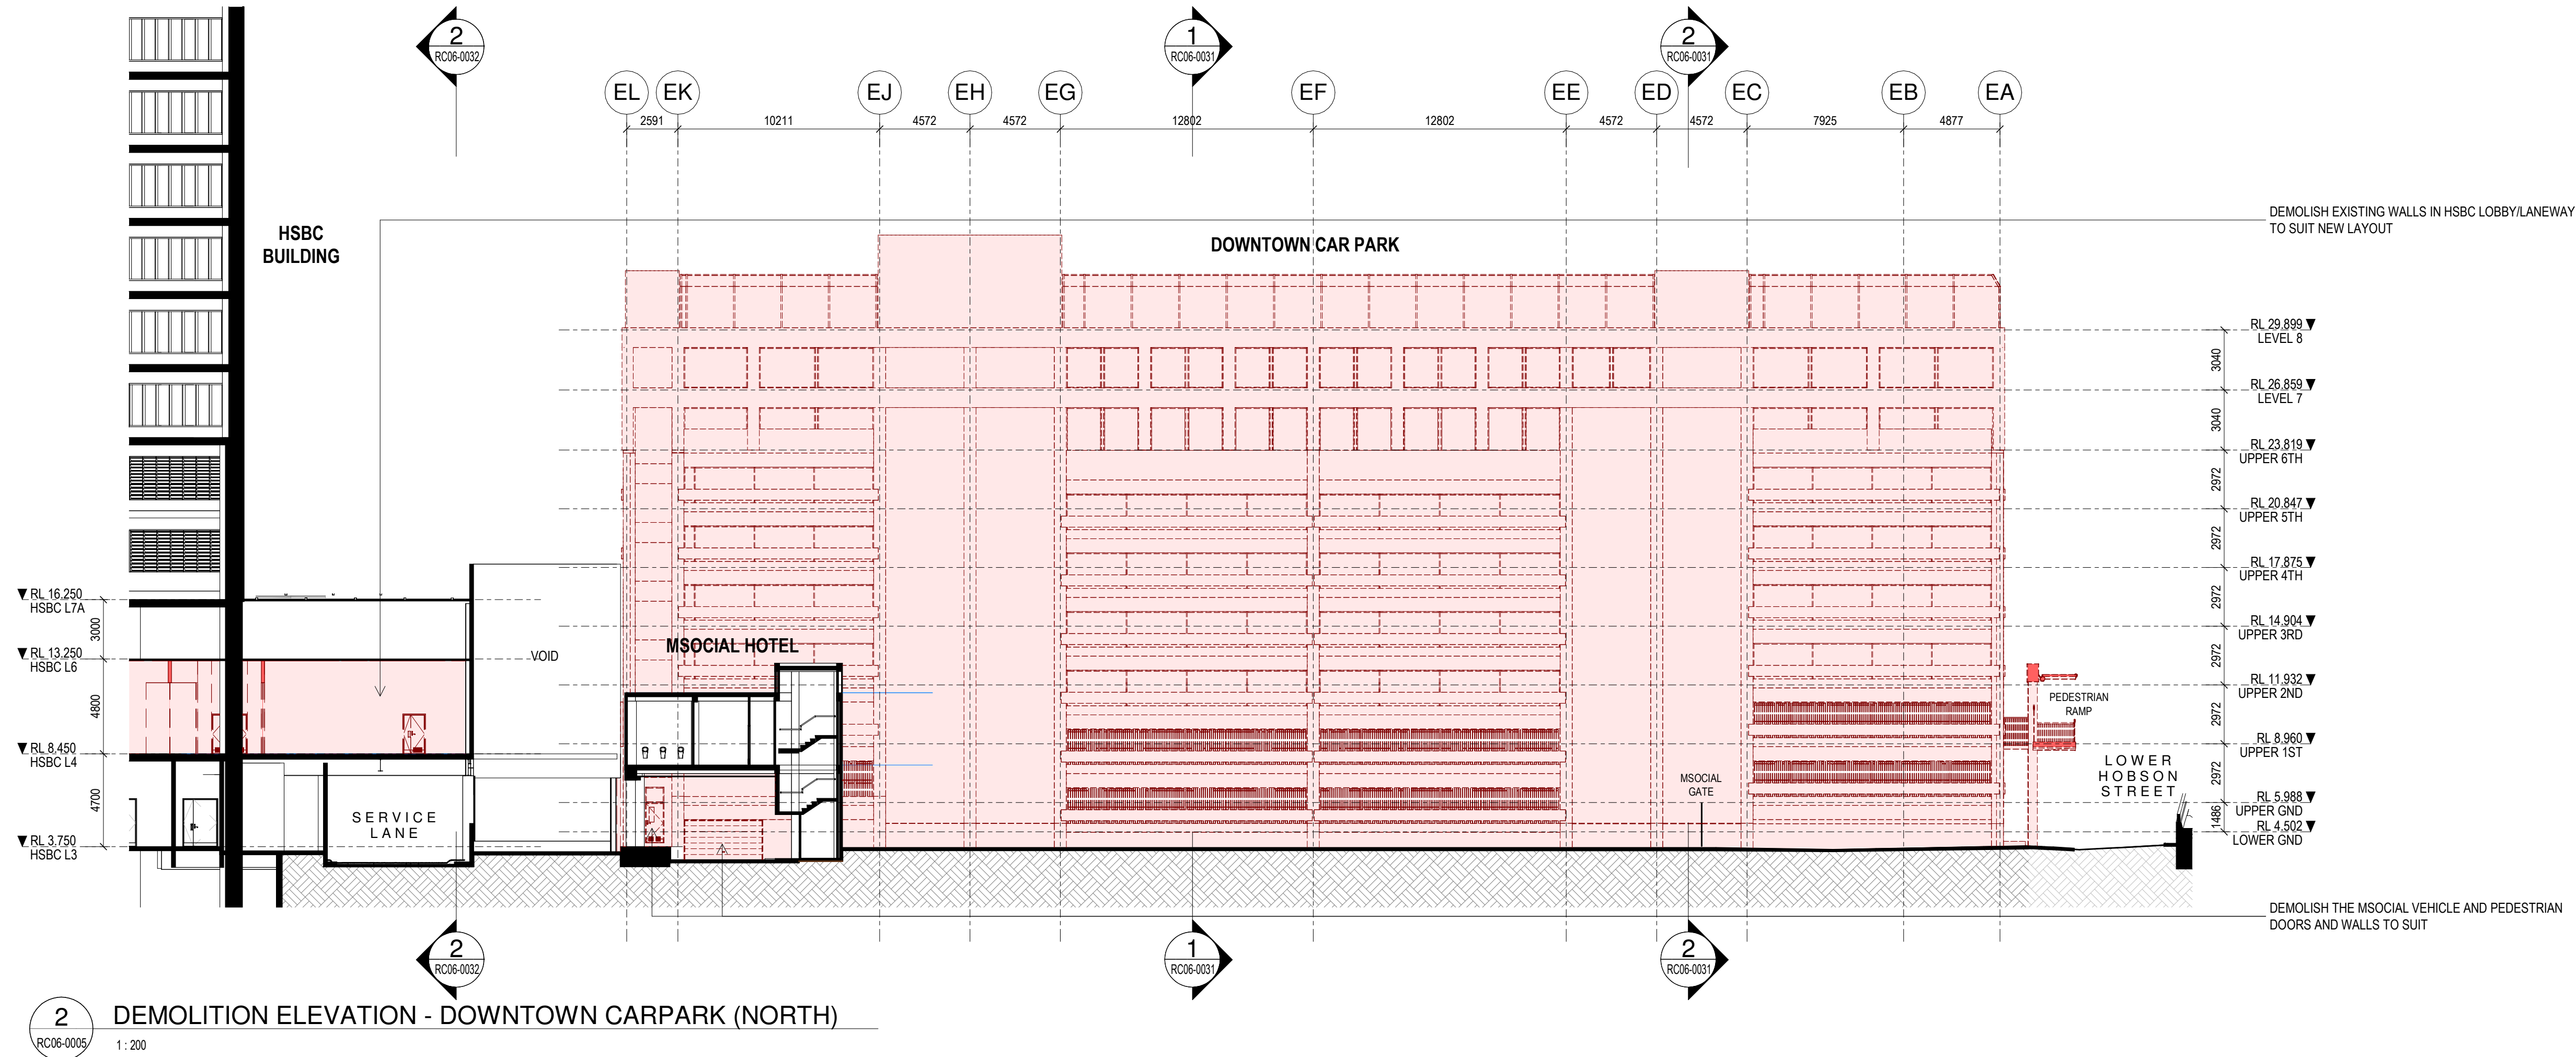 2
RC06-0032
1
RC06-0031
2
RC06-0031
EL
EK
EJ
EH
EG
EF
EE
ED
EC
EB
EA
2591
10211
4572
4572
12802
12802
4572
4572
7925
4877
DEMOLISH EXISTING WALLS IN HSBC LOBBY/LANEWAY
TO SUIT NEW LAYOUT
HSBC
BUILDING
DOWNTOWN CAR PARK
RL 29.899
LEVEL 8
3040
RL 26.859
LEVEL 7
3040
RL 23.819
UPPER 6TH
2972
RL 20.847
UPPER 5TH
2972
RL 17.875
UPPER 4TH
2972
RL 14.904
UPPER 3RD
2972
RL 11.932
UPPER 2ND
2972
RL 8.960
UPPER 1ST
2972
RL 5.988
UPPER GND
1486
RL 4.502
LOWER GND
RL 16.250
HSBC L7A
3000
RL 13.250
HSBC L6
4800
RL 8.450
HSBC L4
4700
RL 3.750
HSBC L3
VOID
MSOCIAL HOTEL
SERVICE
LANE
MSOCIAL
GATE
PEDESTRIAN
RAMP
LOWER
HOBSON
STREET
DEMOLISH THE MSOCIAL VEHICLE AND PEDESTRIAN
DOORS AND WALLS TO SUIT
2
RC06-0032
1
RC06-0031
2
RC06-0031
2
RC06-0005
DEMOLITION ELEVATION - DOWNTOWN CARPARK (NORTH)
1 : 200